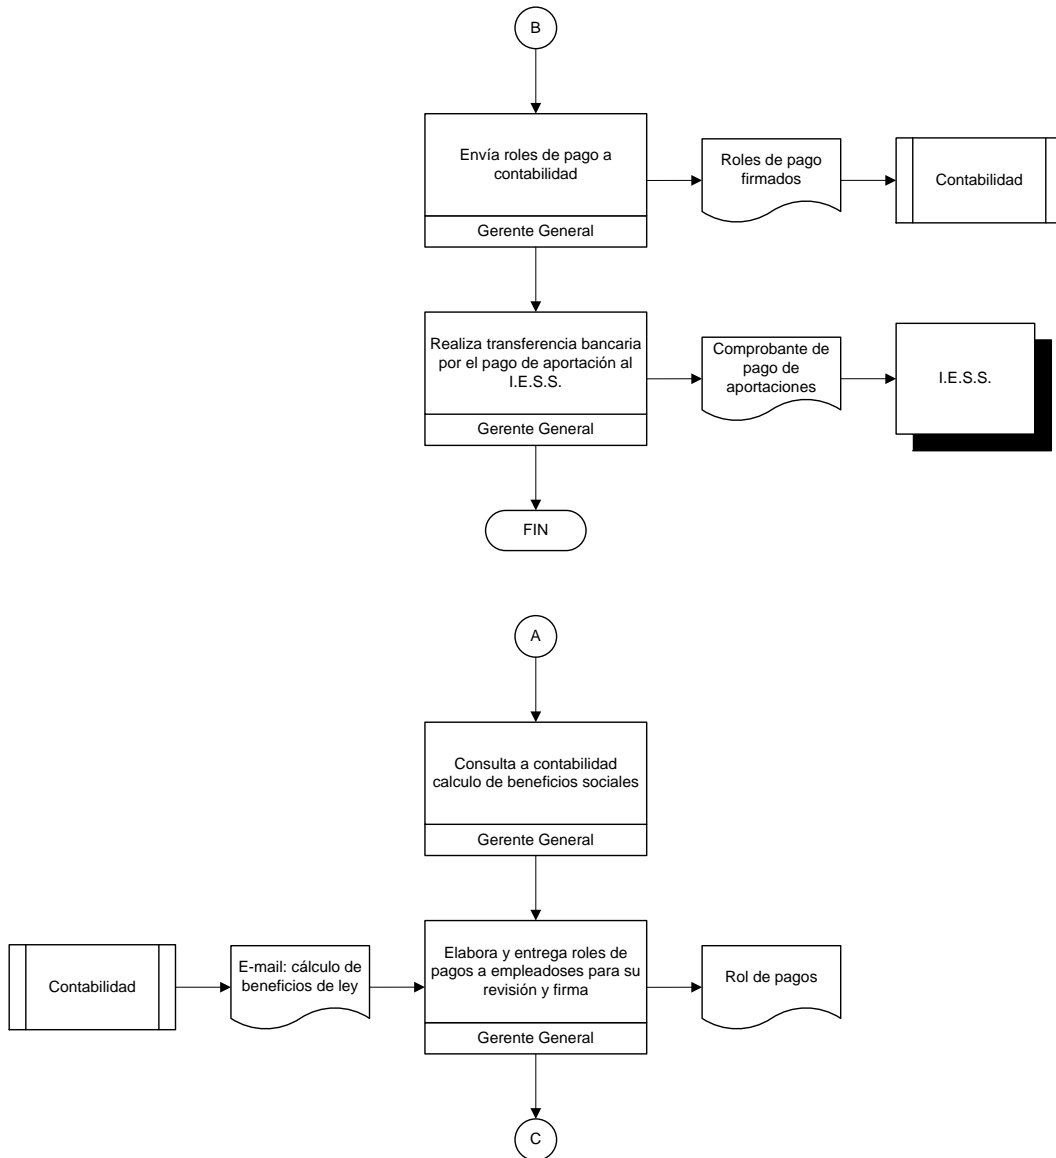 B
Envía roles de pago a
contabilidad
Gerente General
Roles de pago
firmados
Contabilidad
Realiza transferencia bancaria
por el pago de aportación al
I.E.S.S.
Gerente General
Comprobante de
pago de
aportaciones
I.E.S.S.
FIN
A
Consulta a contabilidad
calculo de beneficios sociales
Gerente General
Contabilidad
E-mail: cálculo de
beneficios de ley
Elabora y entrega roles de
pagos a empleadoses para su
revisión y firma
Gerente General
Rol de pagos
C